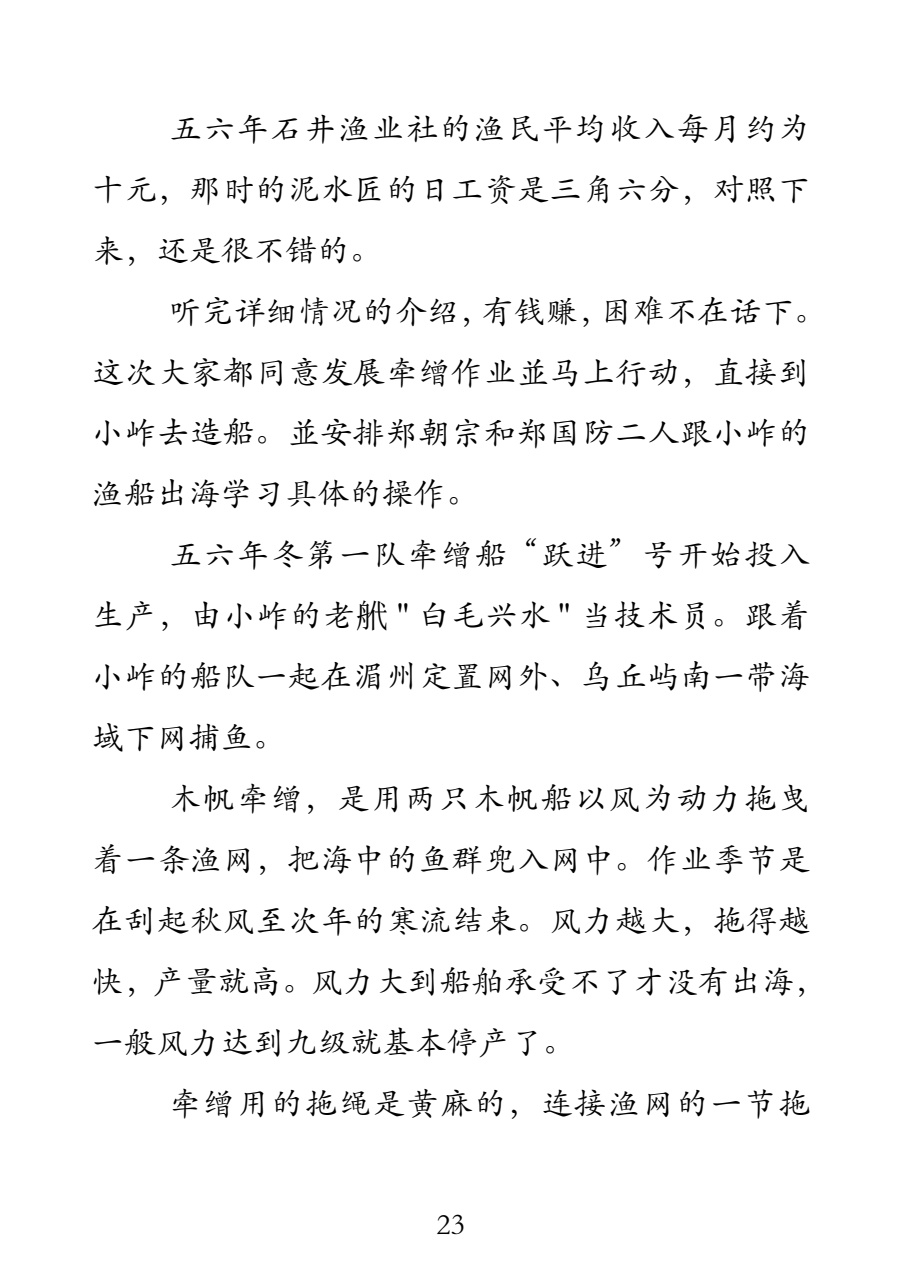 五六年石井渔业社的渔民平均收入每月约为
十元，那时的泥水匠的日工资是三角六分，对照下
来，还是很不错的。
听完详细情况的介绍，有钱赚，困难不在话下。
这次大家都同意发展牵缯作业並马上行动，直接到
小岞去造船。並安排郑朝宗和郑国防二人跟小岞的
渔船出海学习具体的操作。
五六年冬第一队牵缯船“跃进”号开始投入
生产，由小岞的老舭"白毛兴水"当技术员。跟着
小岞的船队一起在湄州定置网外、乌丘屿南一带海
域下网捕鱼。
木帆牵缯，是用两只木帆船以风为动力拖曳
着一条渔网，把海中的鱼群兜入网中。作业季节是
在刮起秋风至次年的寒流结束。风力越大，拖得越
快，产量就高。风力大到船舶承受不了才没有出海，
一般风力达到九级就基本停产了。
牵缯用的拖绳是黄麻的，连接渔网的一节拖
23